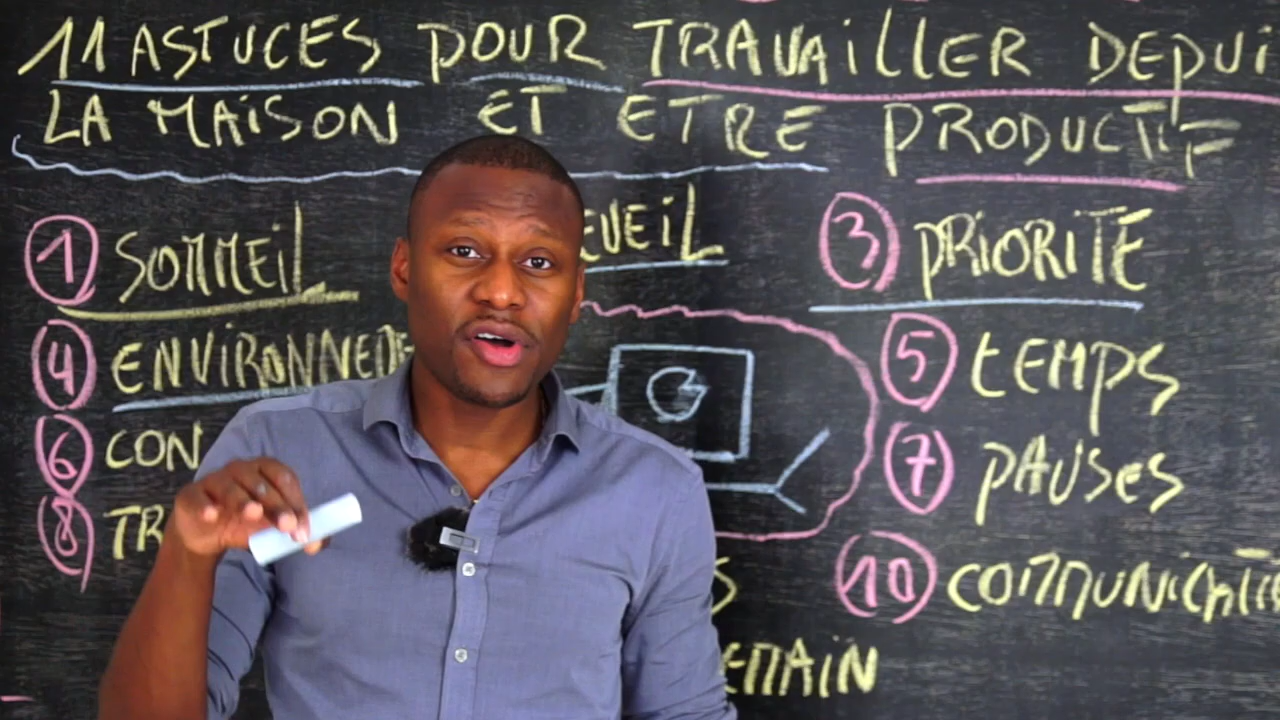 11 ASTUCES POUR TRAVAiLLER DEPUi
LA MAiSON ET ETRE PRODUCTiF
1 SOMMEiL
EVEiL
3 PRiORiTE
4 ENViRONNEME
5 TEMPS
6 CON
7 PAUSES
8 TR
S
10 COMMUNiCATiO
EMAiN